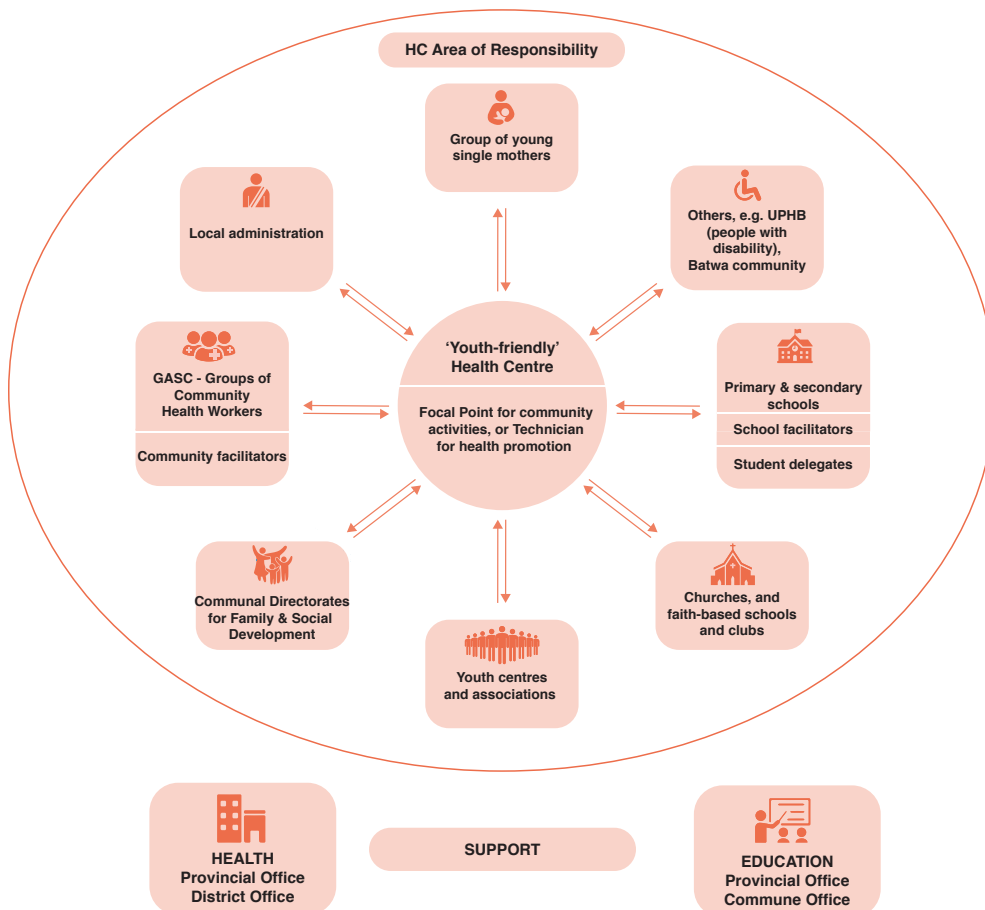 HC Area of Responsibility
Group of young
single mothers
Local administration
Others, e.g. UPHB
(people with
disability),
Batwa community
‘Youth-friendly’
Health Centre
Focal Point for community
activities, or Technician
for health promotion
GASC - Groups of
Community
Health Workers
Community facilitators
Primary & secondary
schools
School facilitators
Student delegates
Communal Directorates
for Family & Social
Development
Youth centres
and associations
Churches, and
faith-based schools
and clubs
HEALTH
Provincial Office
District Office
SUPPORT
EDUCATION
Provincial Office
Commune Office